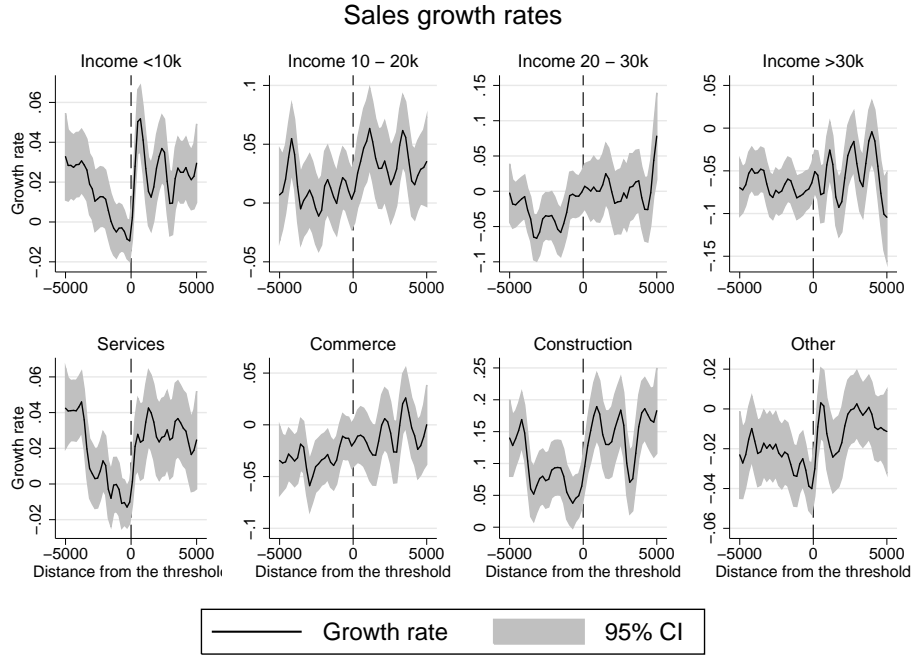 Sales growth rates
Income <10k
Income 10 − 20k
Income 20 − 30k
Income >30k
Growth rate
−.02 0 .02 .04 .06
−.05 0 .05 .1
−.1 −.05 0 .05 .1 .15
−.15 −.1 −.05 0 .05
−5000 0 5000
−5000 0 5000
−5000 0 5000
−5000 0 5000
Services
Commerce
Construction
Other
Growth rate
−.02 0 .02 .04 .06
−.1 −.05 0 .05
0 .05 .1 .15 .2 .25
−.06 −.04 −.02 0 .02
−5000 0 5000
−5000 0 5000
−5000 0 5000
−5000 0 5000
Distance from the threshol
Distance from the threshold
Distance from the threshold
Distance from the threshold
Growth rate
95% CI